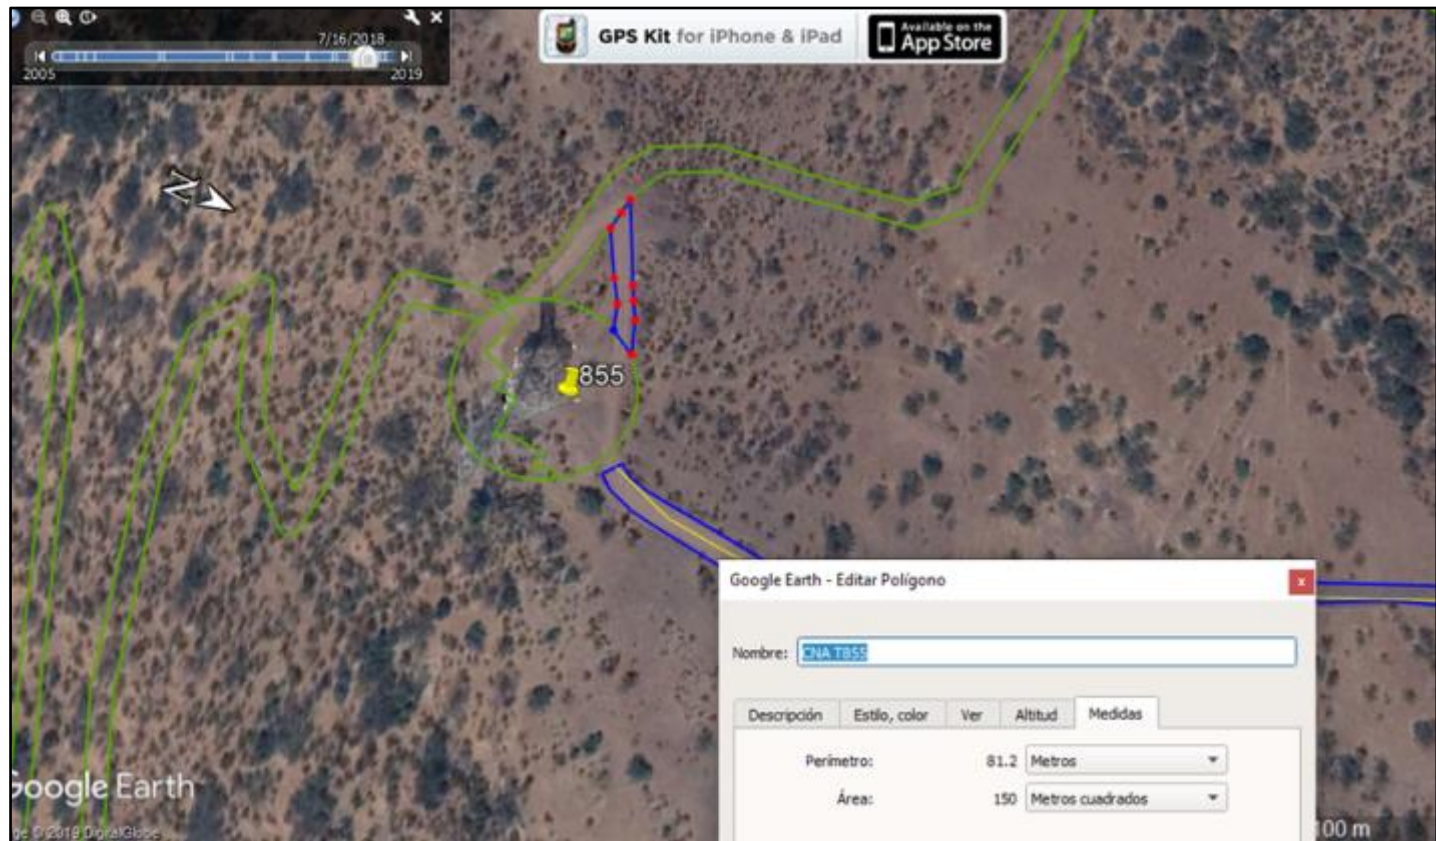 7/16/2018
2005
2019
GPS Kit for iPhone & iPad
Available on the
App Store
N
855
Google Earth - Editar Polígono
x
Nombre: CNA T855
Descripción Estilo, color Ver Altitud Medidas
Perímetro: 81.2 Metros
Área: 150 Metros cuadrados
Google Earth
ge © 2019 DigitalGlobe
100 m